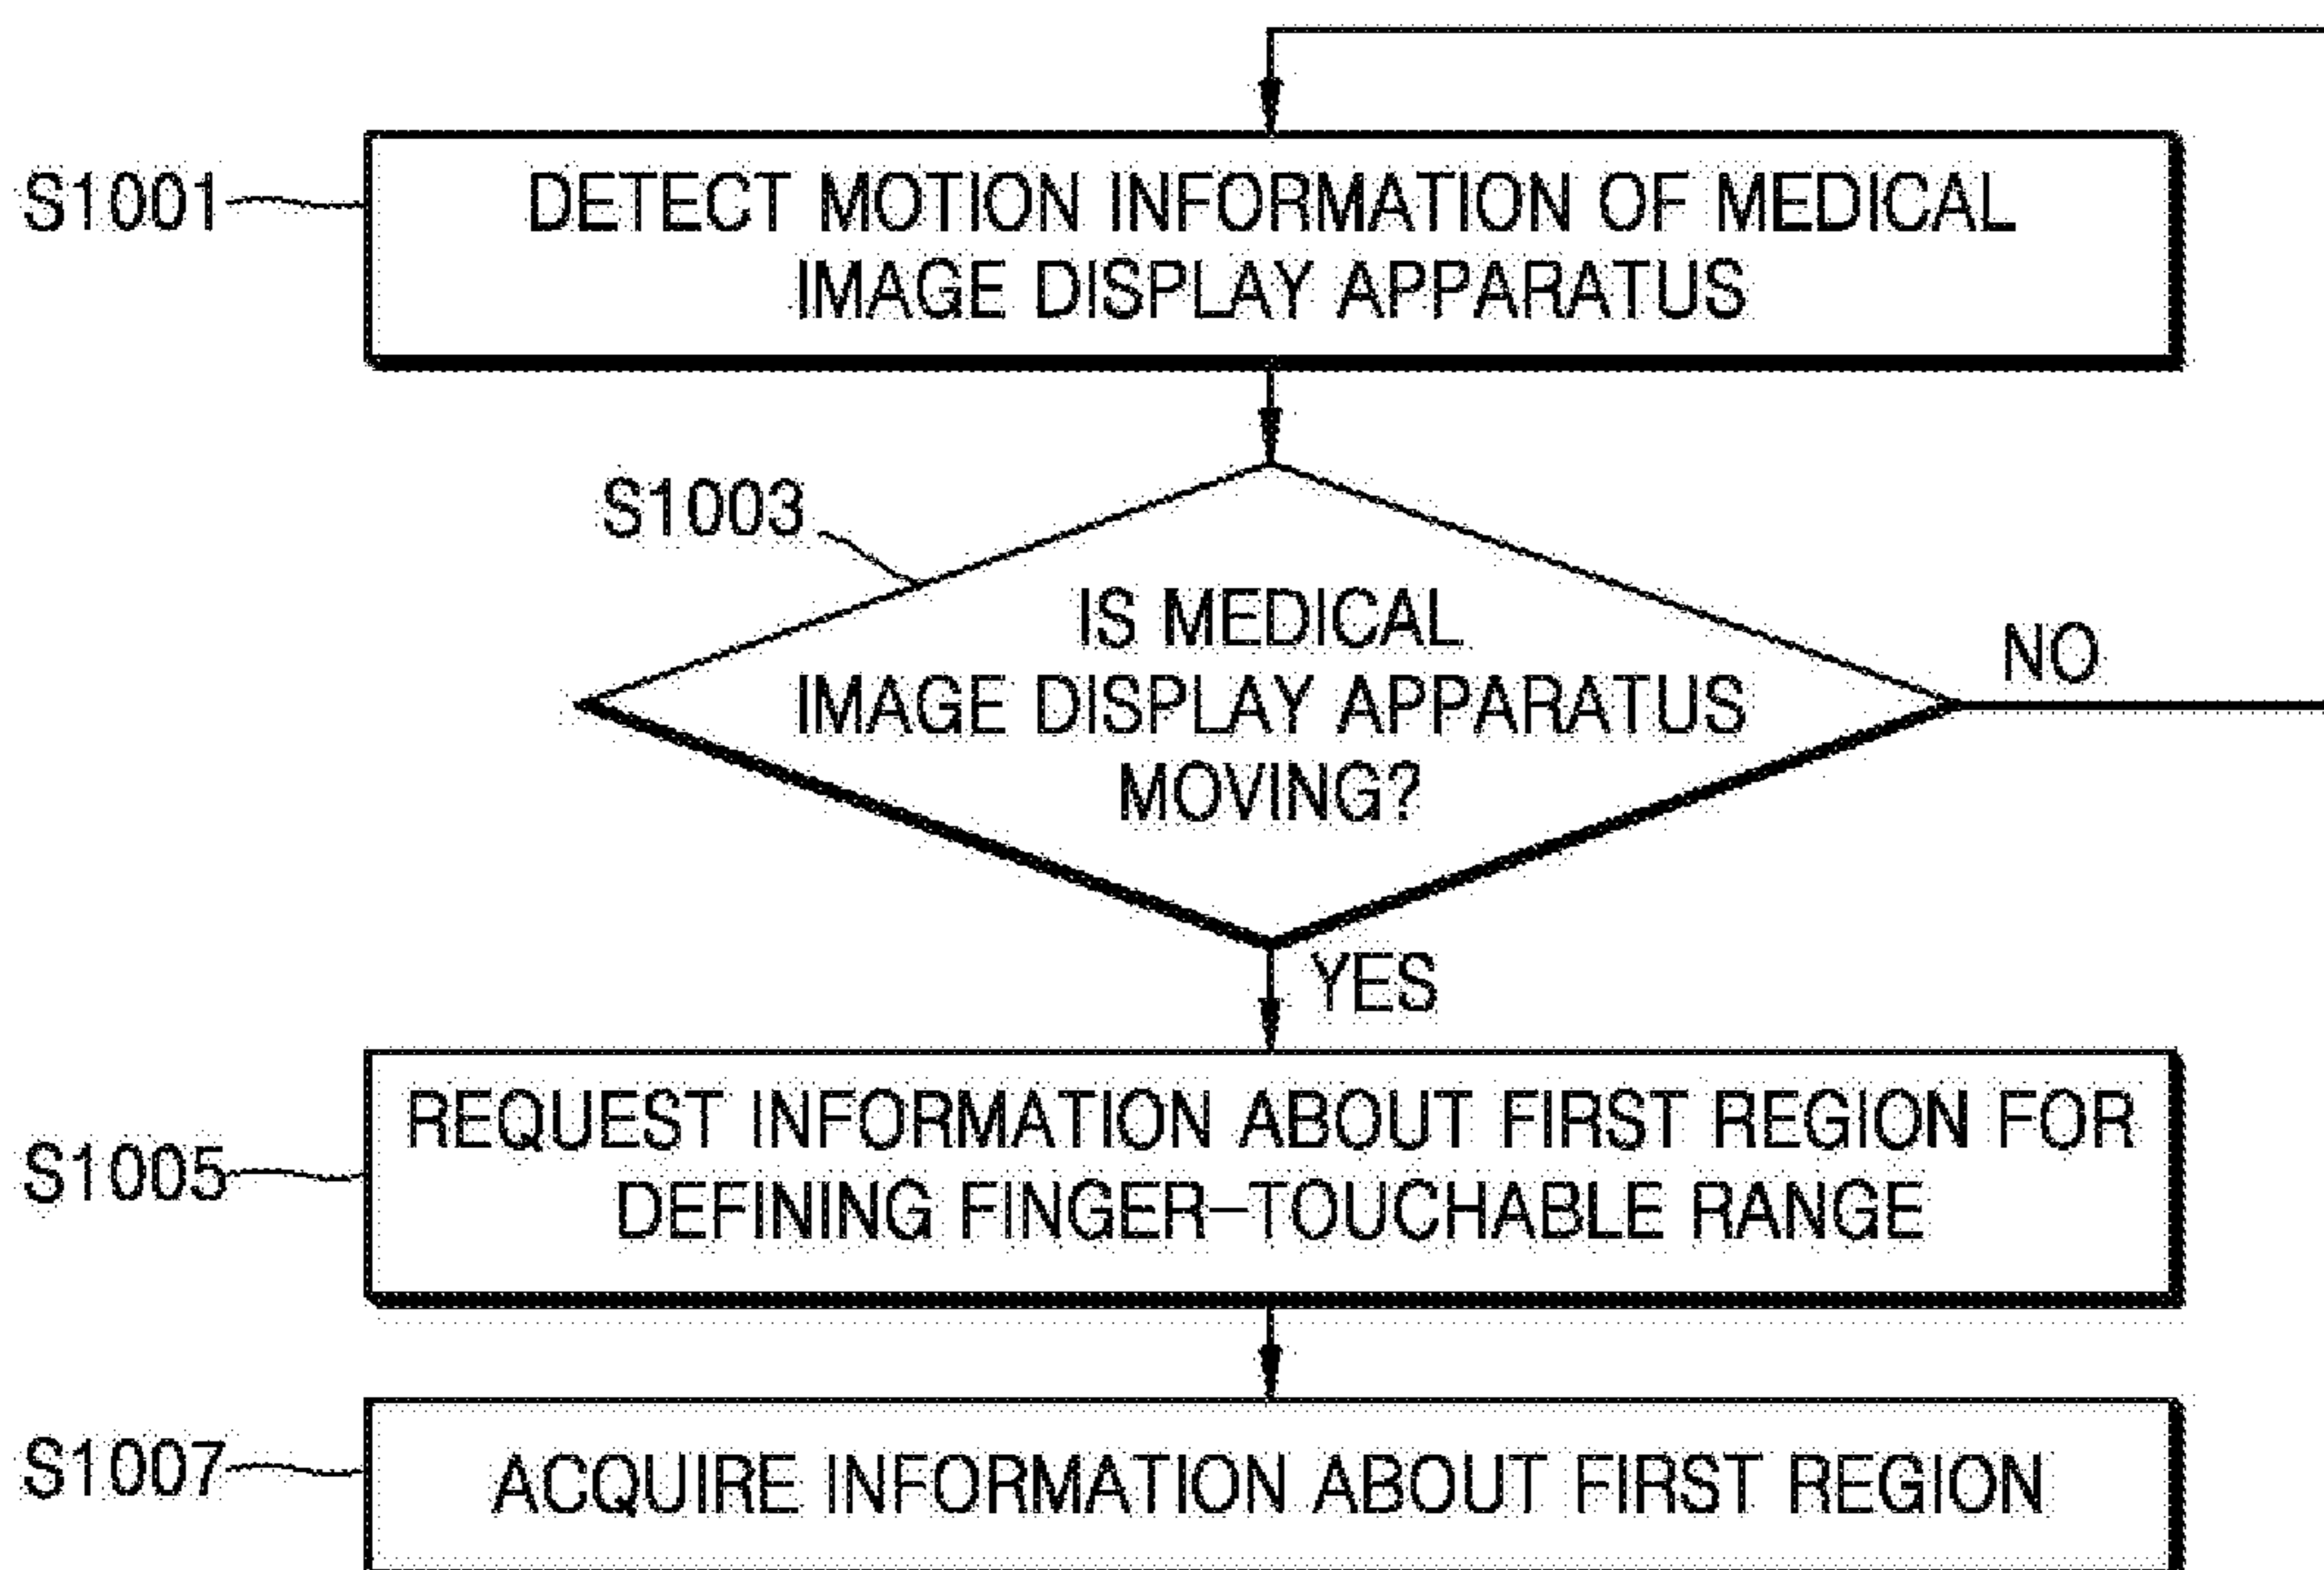 S1001
DETECT MOTION INFORMATION OF MEDICAL
IMAGE DISPLAY APPARATUS
S1003
IS MEDICAL
IMAGE DISPLAY APPARATUS
MOVING?
NO
YES
S1005
REQUEST INFORMATION ABOUT FIRST REGION FOR
DEFINING FINGER–TOUCHABLE RANGE
S1007
ACQUIRE INFORMATION ABOUT FIRST REGION